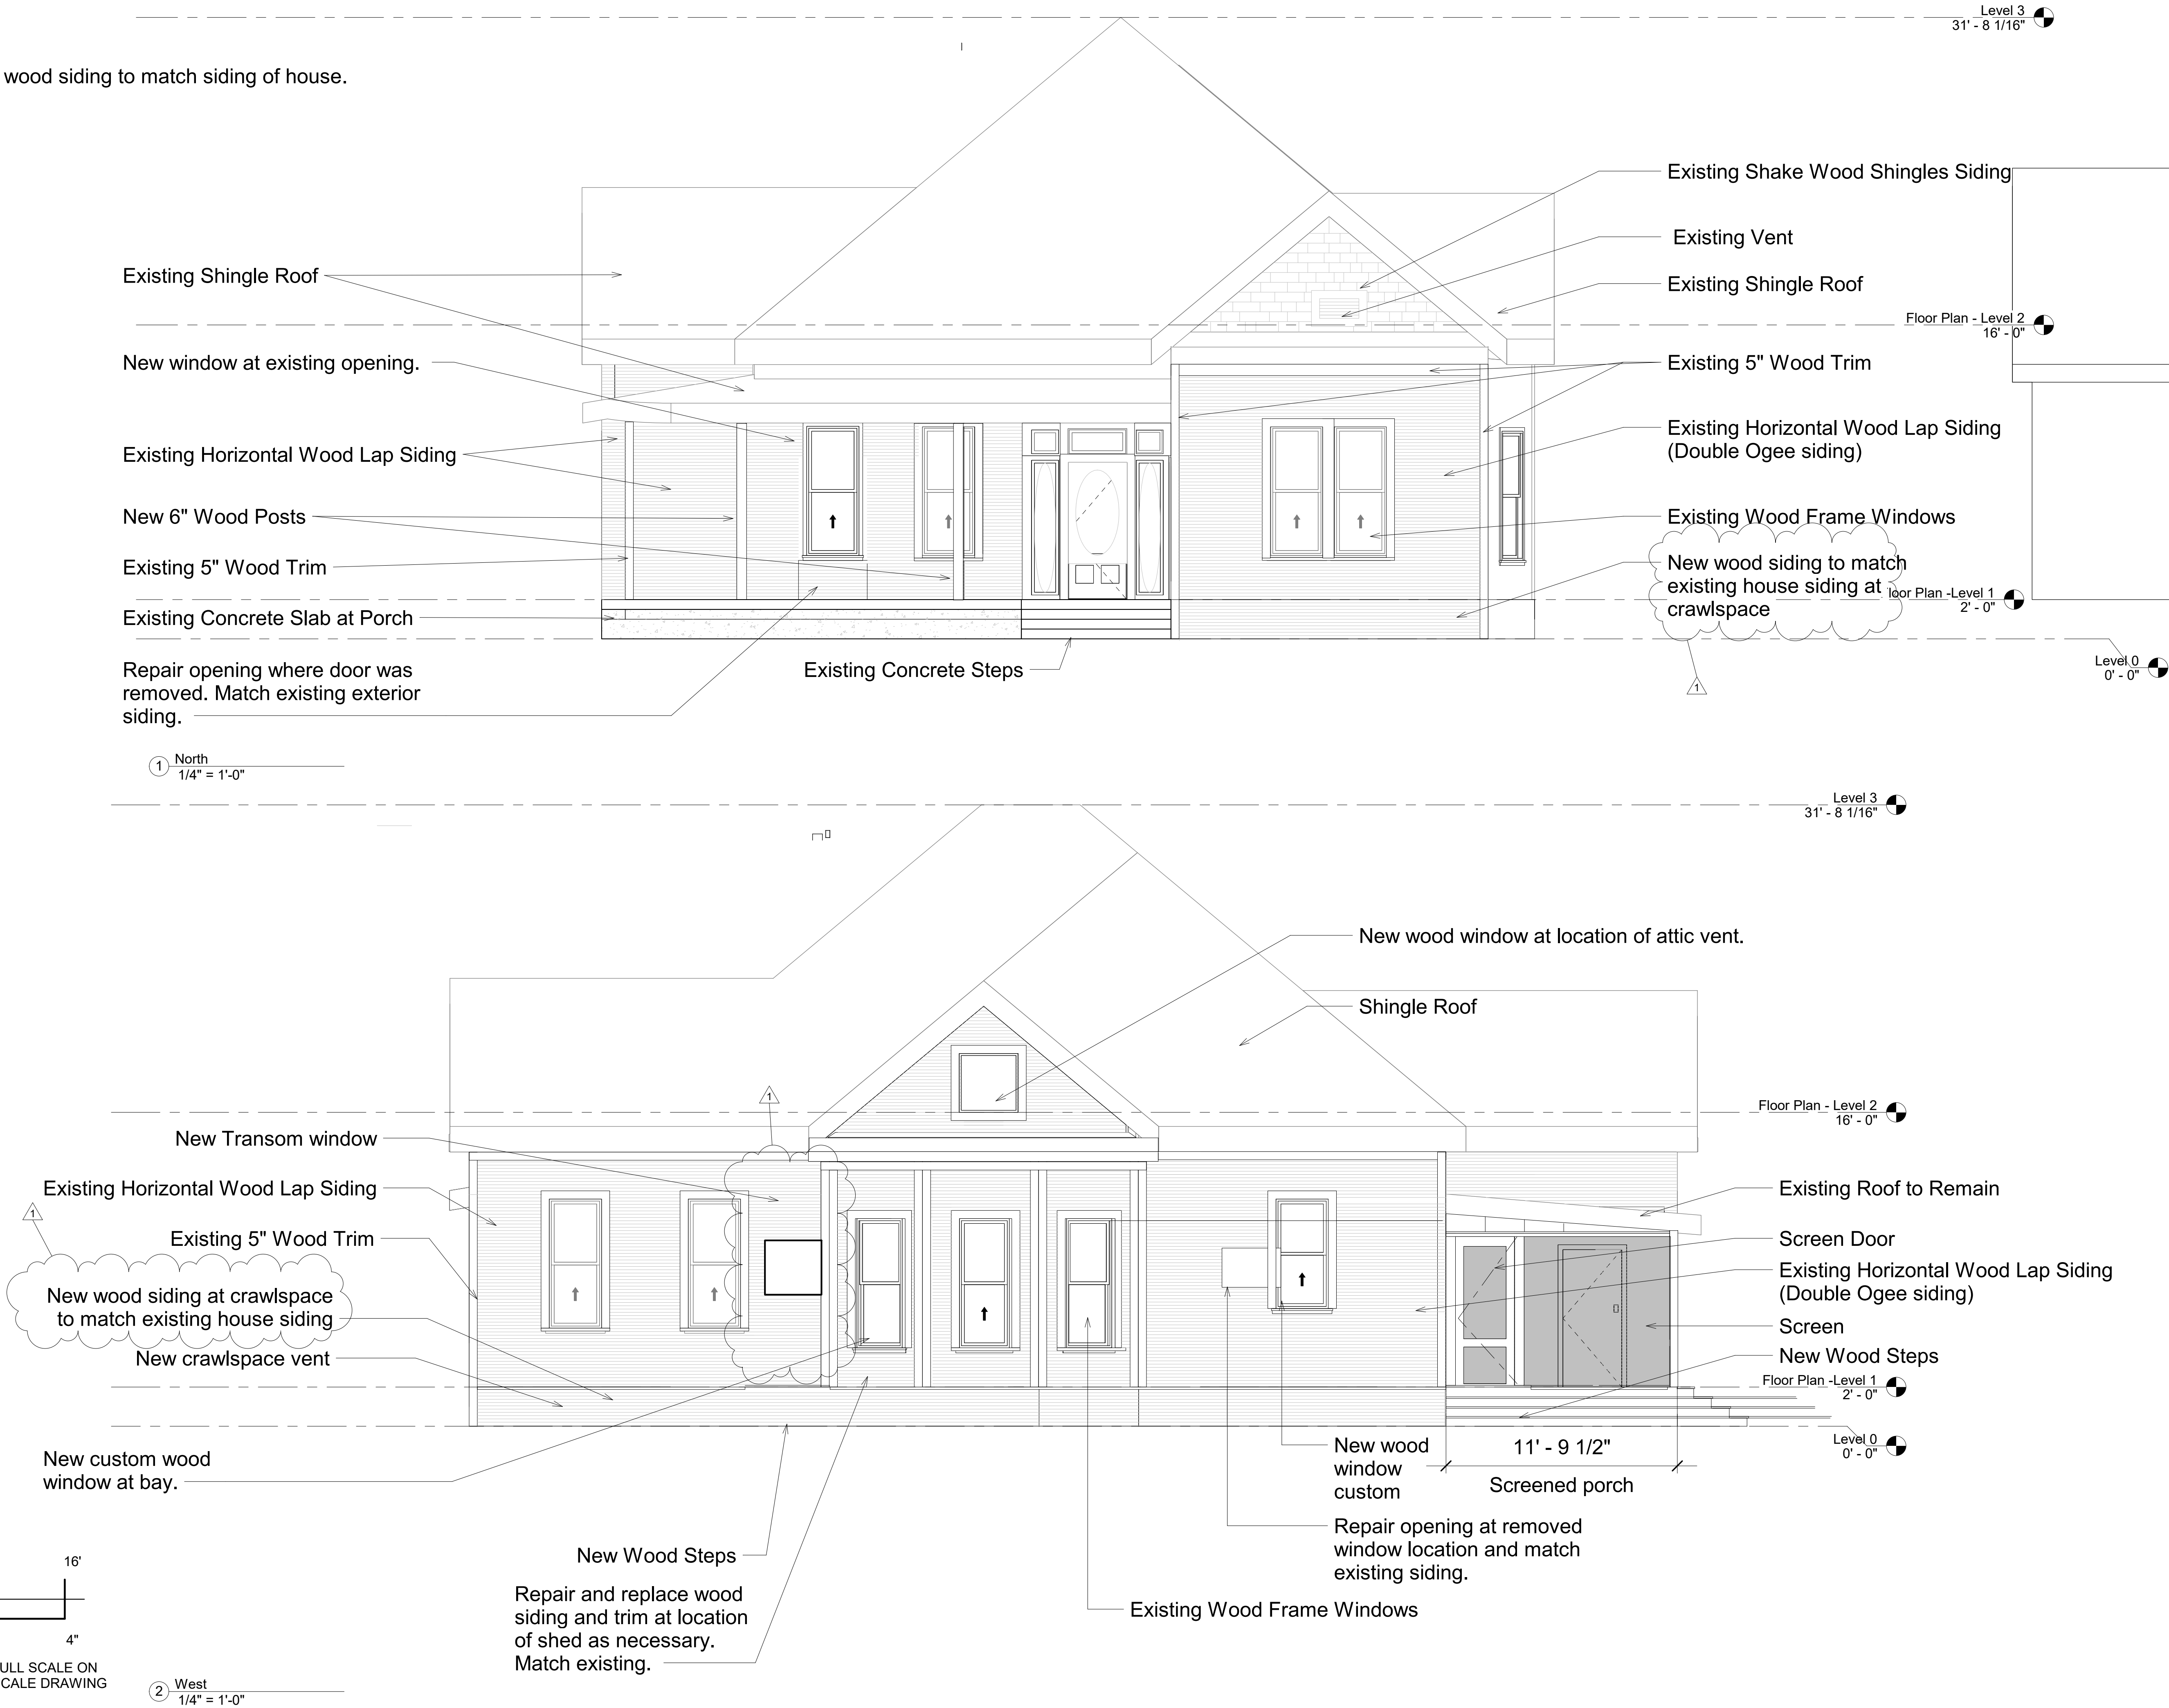 Level 3
31' - 8 1/16"
wood siding to match siding of house.
Existing Shake Wood Shingles Siding
Existing Vent
Existing Shingle Roof
Existing Shingle Roof
Floor Plan - Level 2
16' - 0"
New window at existing opening.
Existing 5" Wood Trim
Existing Horizontal Wood Lap Siding
(Double Ogee siding)
Existing Horizontal Wood Lap Siding
New 6" Wood Posts
Existing Wood Frame Windows
Existing 5" Wood Trim
New wood siding to match
existing house siding at
crawlspace
loor Plan -Level 1
2' - 0"
Existing Concrete Slab at Porch
Repair opening where door was
removed. Match existing exterior
siding.
Existing Concrete Steps
Level 0
0' - 0"
1
1
North
1/4" = 1'-0"
Level 3
31' - 8 1/16"
New wood window at location of attic vent.
Shingle Roof
1
Floor Plan - Level 2
16' - 0"
New Transom window
Existing Horizontal Wood Lap Siding
1
Existing 5" Wood Trim
New wood siding at crawlspace
to match existing house siding
New crawlspace vent
Existing Roof to Remain
Screen Door
Existing Horizontal Wood Lap Siding
(Double Ogee siding)
Screen
New Wood Steps
Floor Plan -Level 1
2' - 0"
Level 0
0' - 0"
New custom wood
window at bay.
New wood
window
custom
11' - 9 1/2"
Screened porch
Repair opening at removed
window location and match
existing siding.
New Wood Steps
Repair and replace wood
siding and trim at location
of shed as necessary.
Match existing.
Existing Wood Frame Windows
16'
4"
ULL SCALE ON
CALE DRAWING
2
West
1/4" = 1'-0"